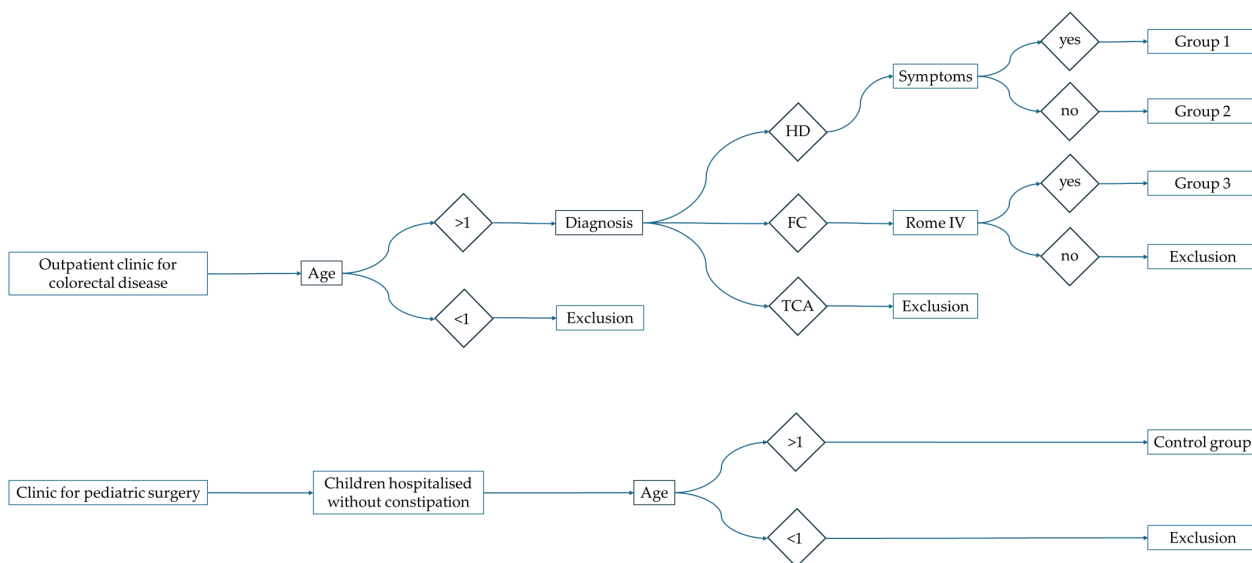 Outpatient clinic for
colorectal disease
Age
>1
<1
Diagnosis
Exclusion
HD
FC
TCA
Symptoms
Rome IV
Exclusion
yes
no
yes
no
Group 1
Group 2
Group 3
Exclusion
Clinic for pediatric surgery
Children hospitalised
without constipation
Age
>1
<1
Control group
Exclusion